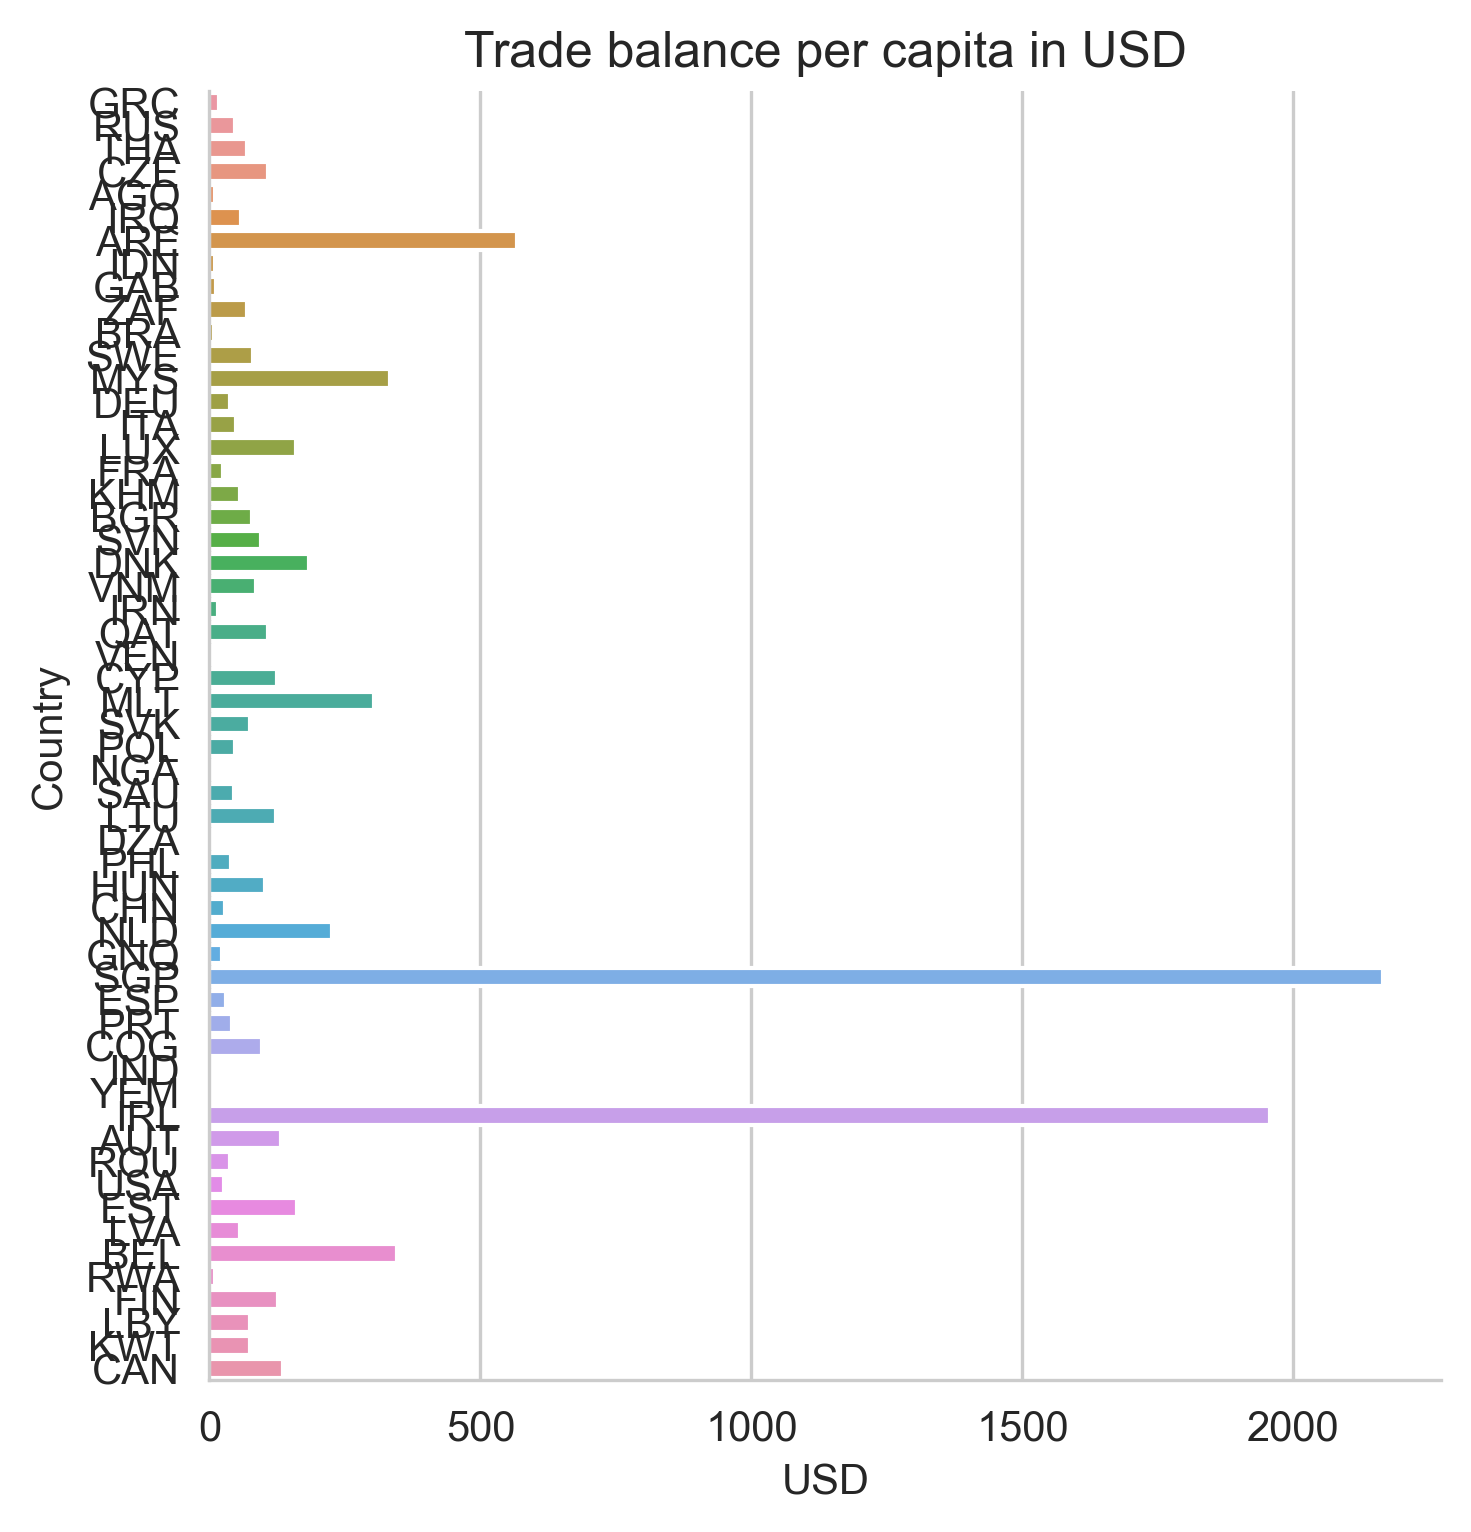 Trade balance per capita in USD
GRC
RUS
THA
CZE
AGO
IRQ
ARE
IDN
GAB
ZAF
BRA
SWE
MYS
DEU
ITA
LUX
FRA
KHM
BGR
SVN
DNK
VNM
IRN
QAT
VEN
CYP
MLT
SVK
POL
NGA
SAU
LTU
DZA
PHL
HUN
CHN
NLD
GNQ
SGP
ESP
PRT
COG
IND
YEM
IRL
AUT
ROU
USA
EST
LVA
BEL
RWA
FIN
LBY
KWT
CAN
Country
0 500 1000 1500 2000
USD